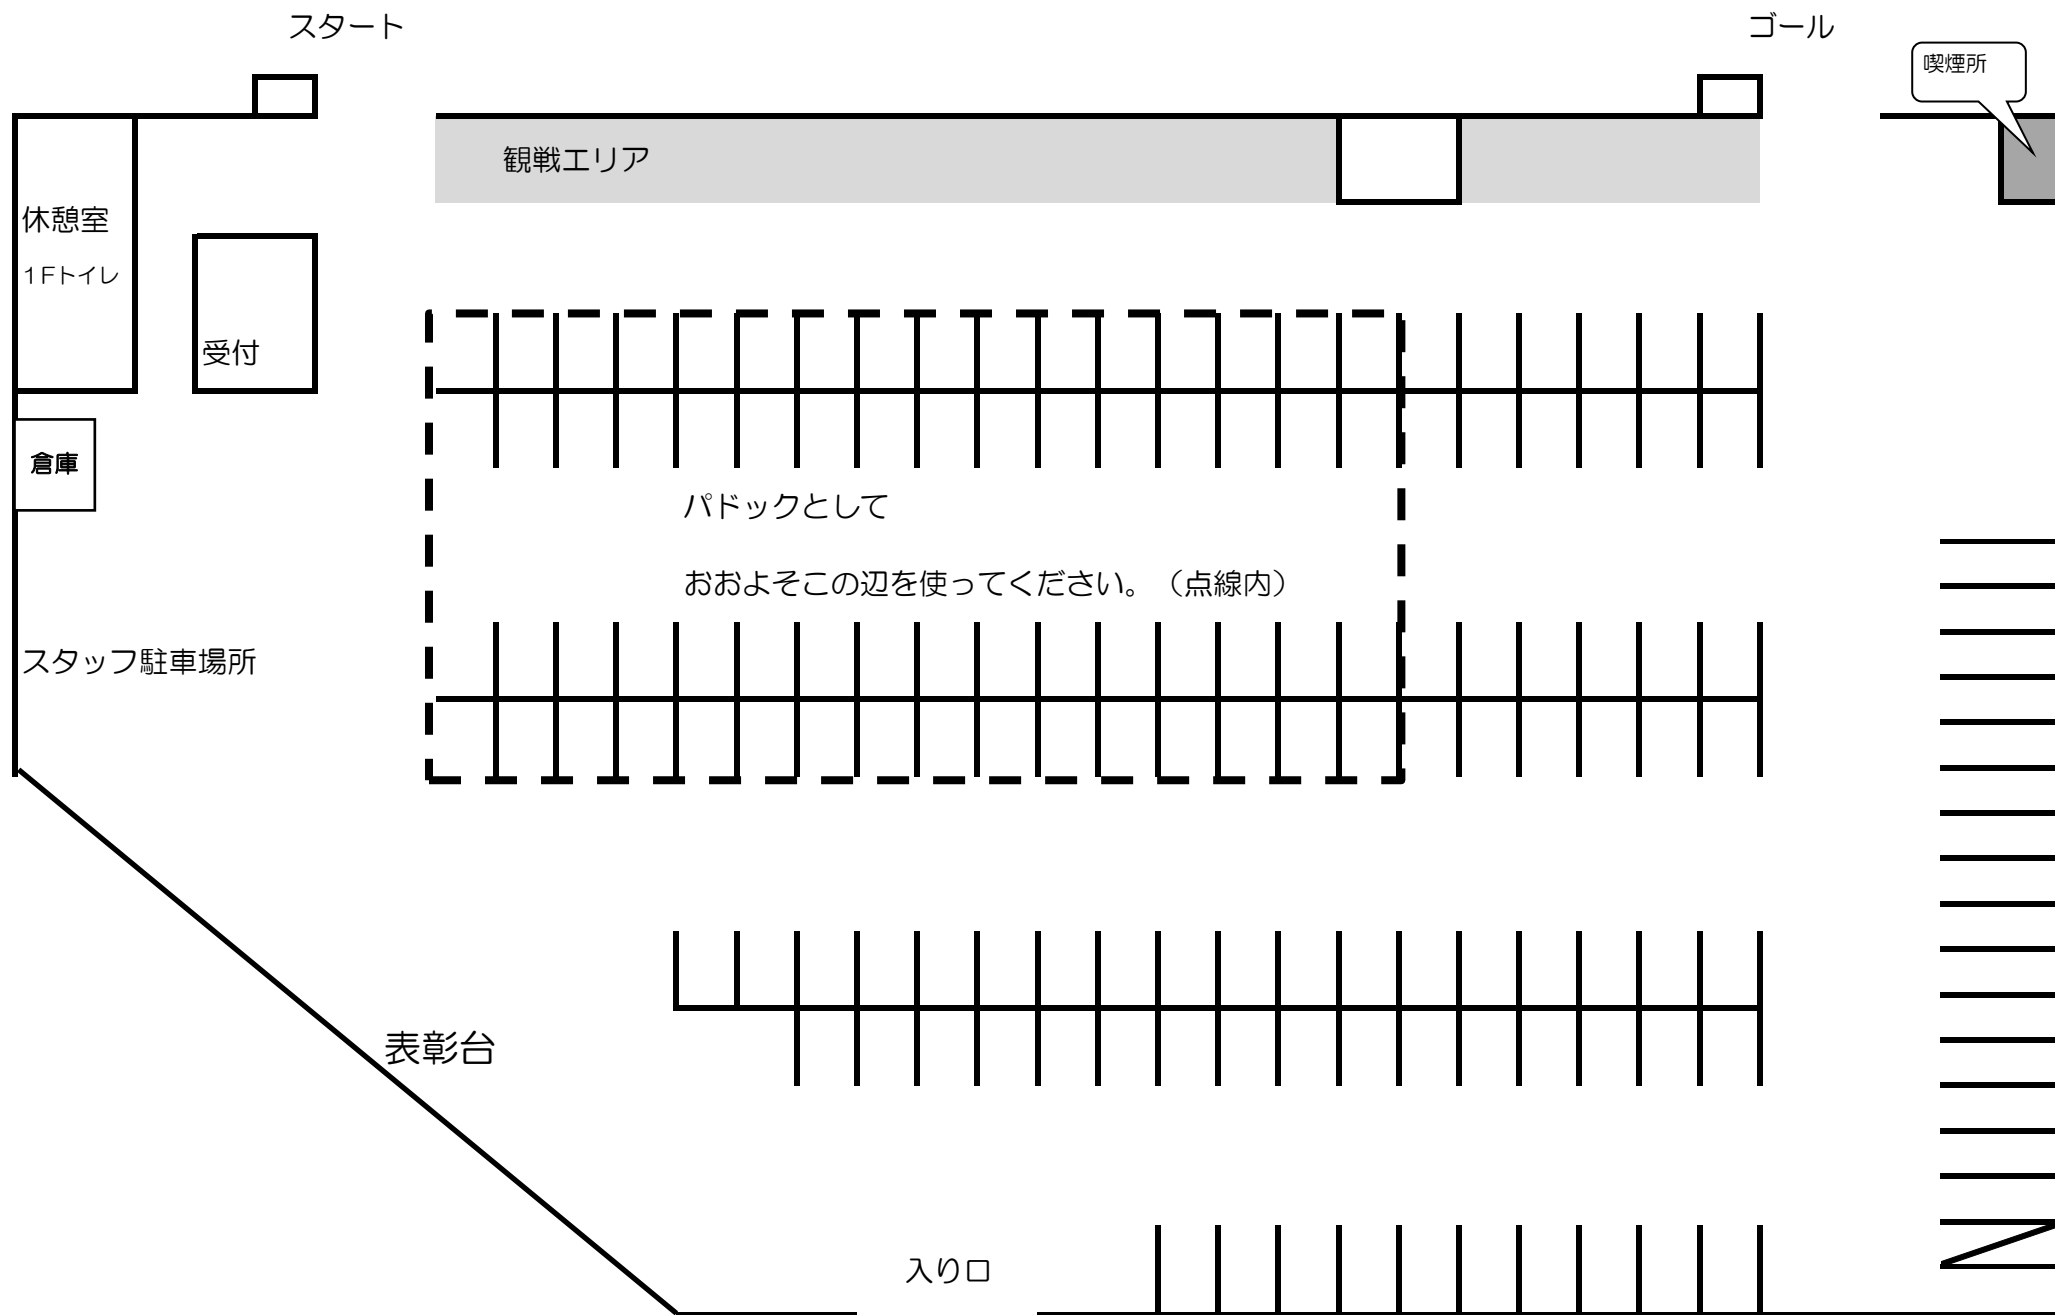 スタート
ゴール
喫煙所
観戦エリア
休憩室
1Fトイレ
受付
倉庫
パドックとして
おおよそこの辺を使ってください。（点線内）
スタッフ駐車場所
表彰台
入り口